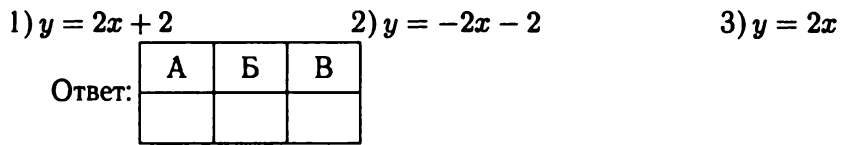 1) y = 2x + 2 2) y = −2x − 2 3) y = 2x
А Б В
Ответ: